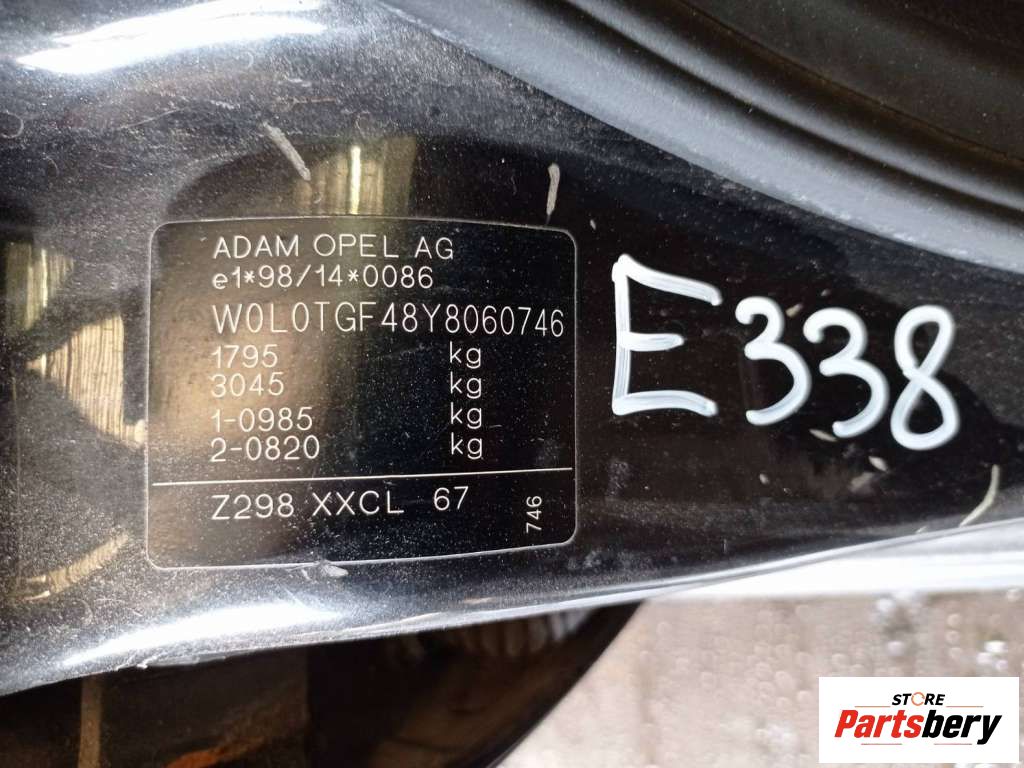 ADAM OPEL AG
e1*98/14*0086
W0L0TGF48Y8060746
1795 kg
3045 kg
1-0985 kg
2-0820 kg
Z298 XXCL 67
746
E338
STORE
Partsbery